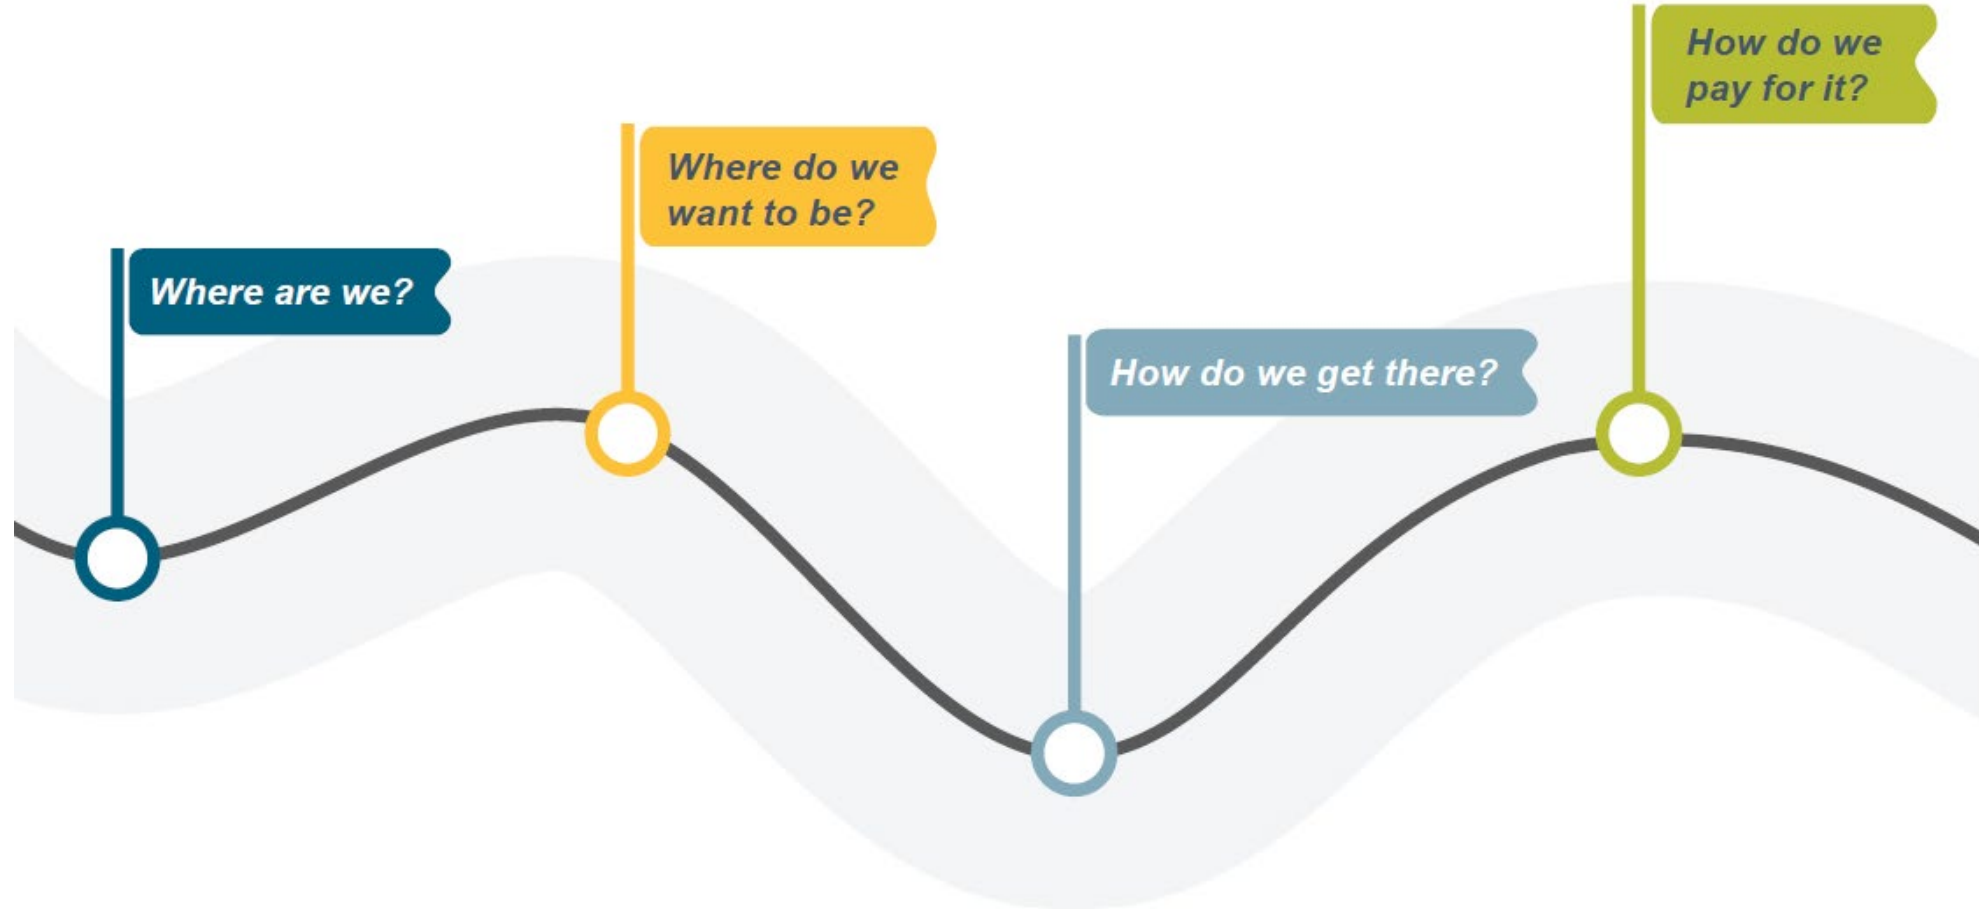 Where are we?
Where do we
want to be?
How do we get there?
How do we
pay for it?